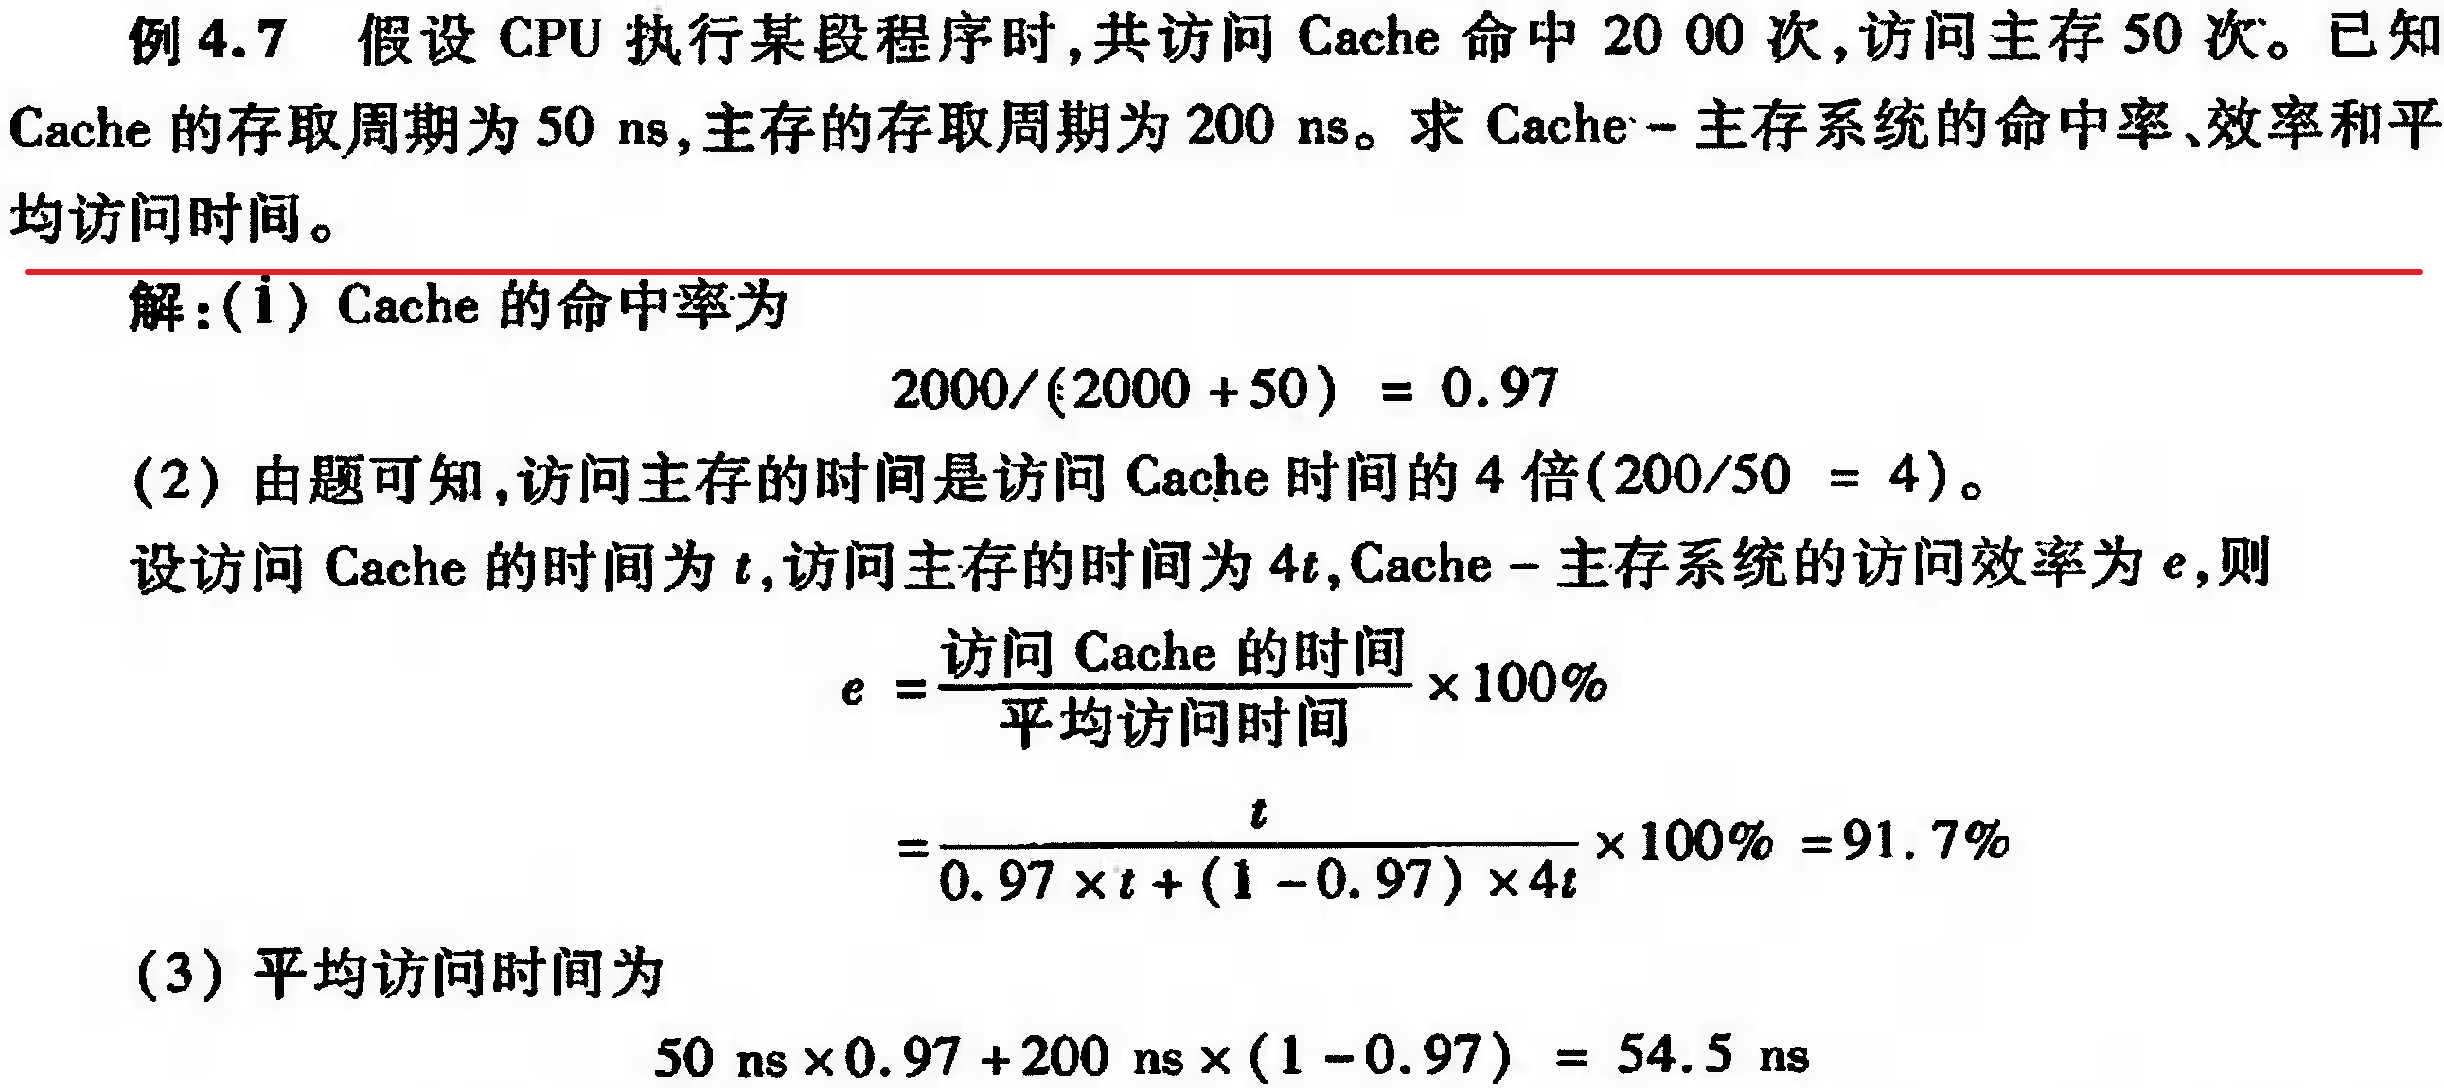 例 4.7 假设 CPU 执行某段程序时,共访问 Cache 命中 20 00 次,访问主存 50 次。已知
Cache 的存取周期为 50 ns,主存的存取周期为 200 ns。求 Cache - 主存系统的命中率、效率和平
均访问时间。
解:(1) Cache 的命中率为
2000/(2000 + 50) = 0.97
(2) 由题可知,访问主存的时间是访问 Cache 时间的 4 倍(200/50 = 4)。
设访问 Cache 的时间为 t,访问主存的时间为 4t,Cache - 主存系统的访问效率为 e,则
e = 访问 Cache 的时间 / 平均访问时间 × 100%
= t / 0.97 × t + (1 - 0.97) × 4t × 100% = 91.7%
(3) 平均访问时间为
50 ns × 0.97 + 200 ns × (1 - 0.97) = 54.5 ns